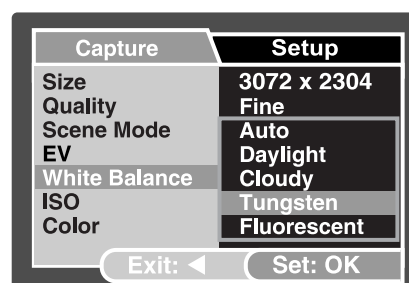 Capture Setup
Size 3072 x 2304
Quality Fine
Scene Mode Auto
EV Daylight
White Balance Cloudy
ISO Tungsten
Color Fluorescent
Exit: ◀ Set: OK